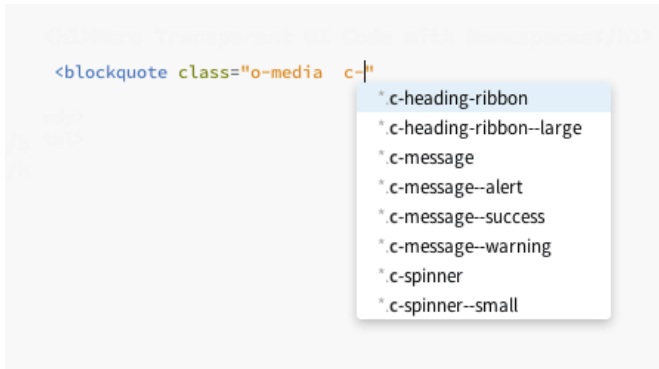 <blockquote class="o-media  c-"
*.c-heading-ribbon
*.c-heading-ribbon--large
*.c-message
*.c-message--alert
*.c-message--success
*.c-message--warning
*.c-spinner
*.c-spinner--small